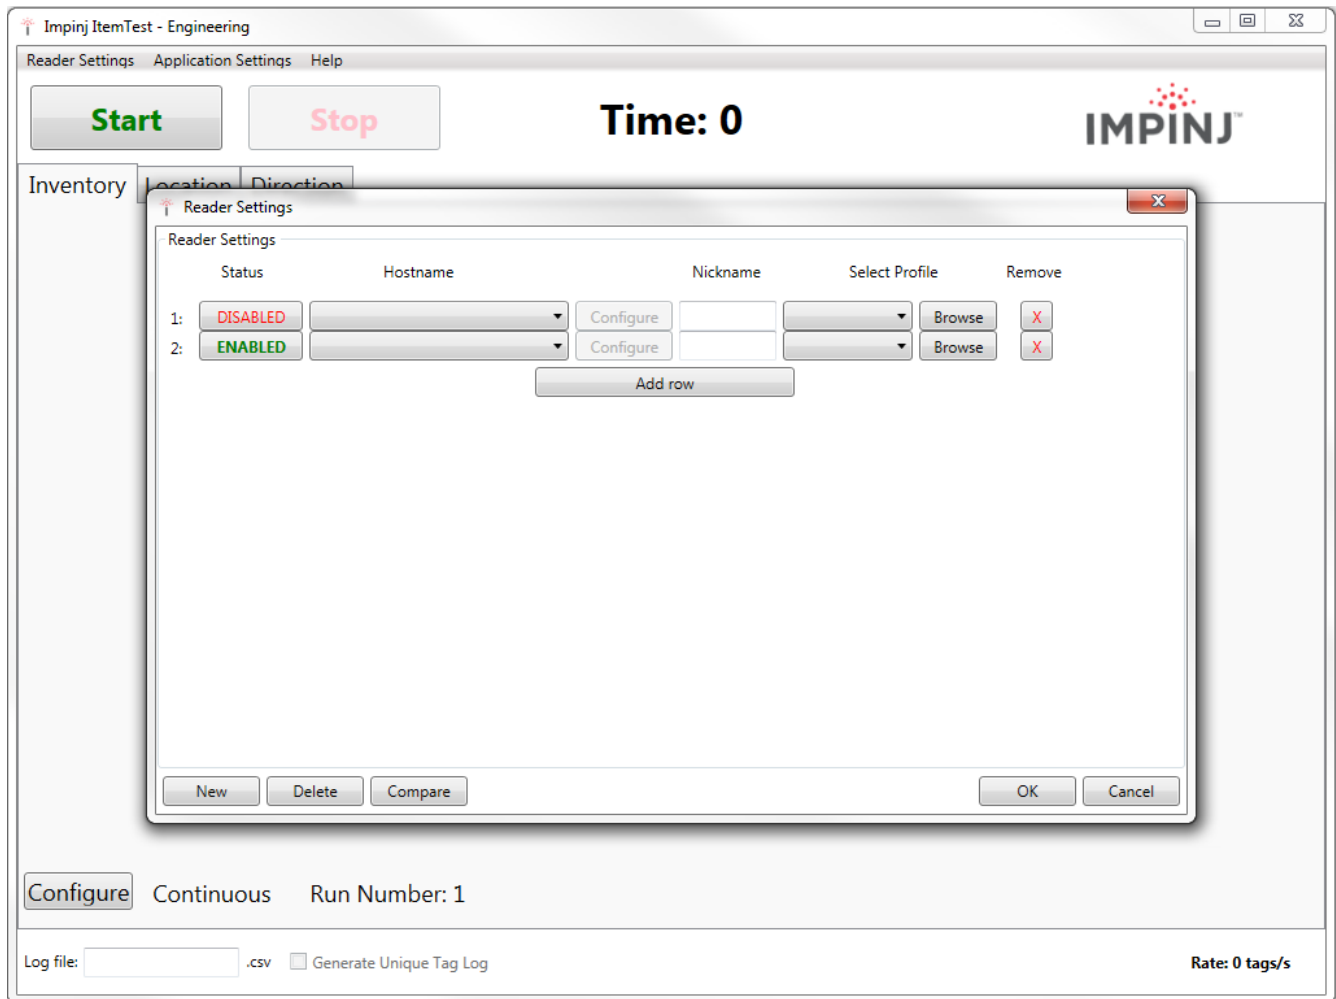 Impinj ItemTest - Engineering
Reader Settings Application Settings Help
Start Stop Time: 0 IMPINJ™
Inventory Location Direction
Reader Settings
Reader Settings
Status Hostname Nickname Select Profile Remove
1: DISABLED Configure Browse X
2: ENABLED Configure Browse X
Add row
New Delete Compare OK Cancel
Configure Continuous Run Number: 1
Log file: .csv Generate Unique Tag Log Rate: 0 tags/s